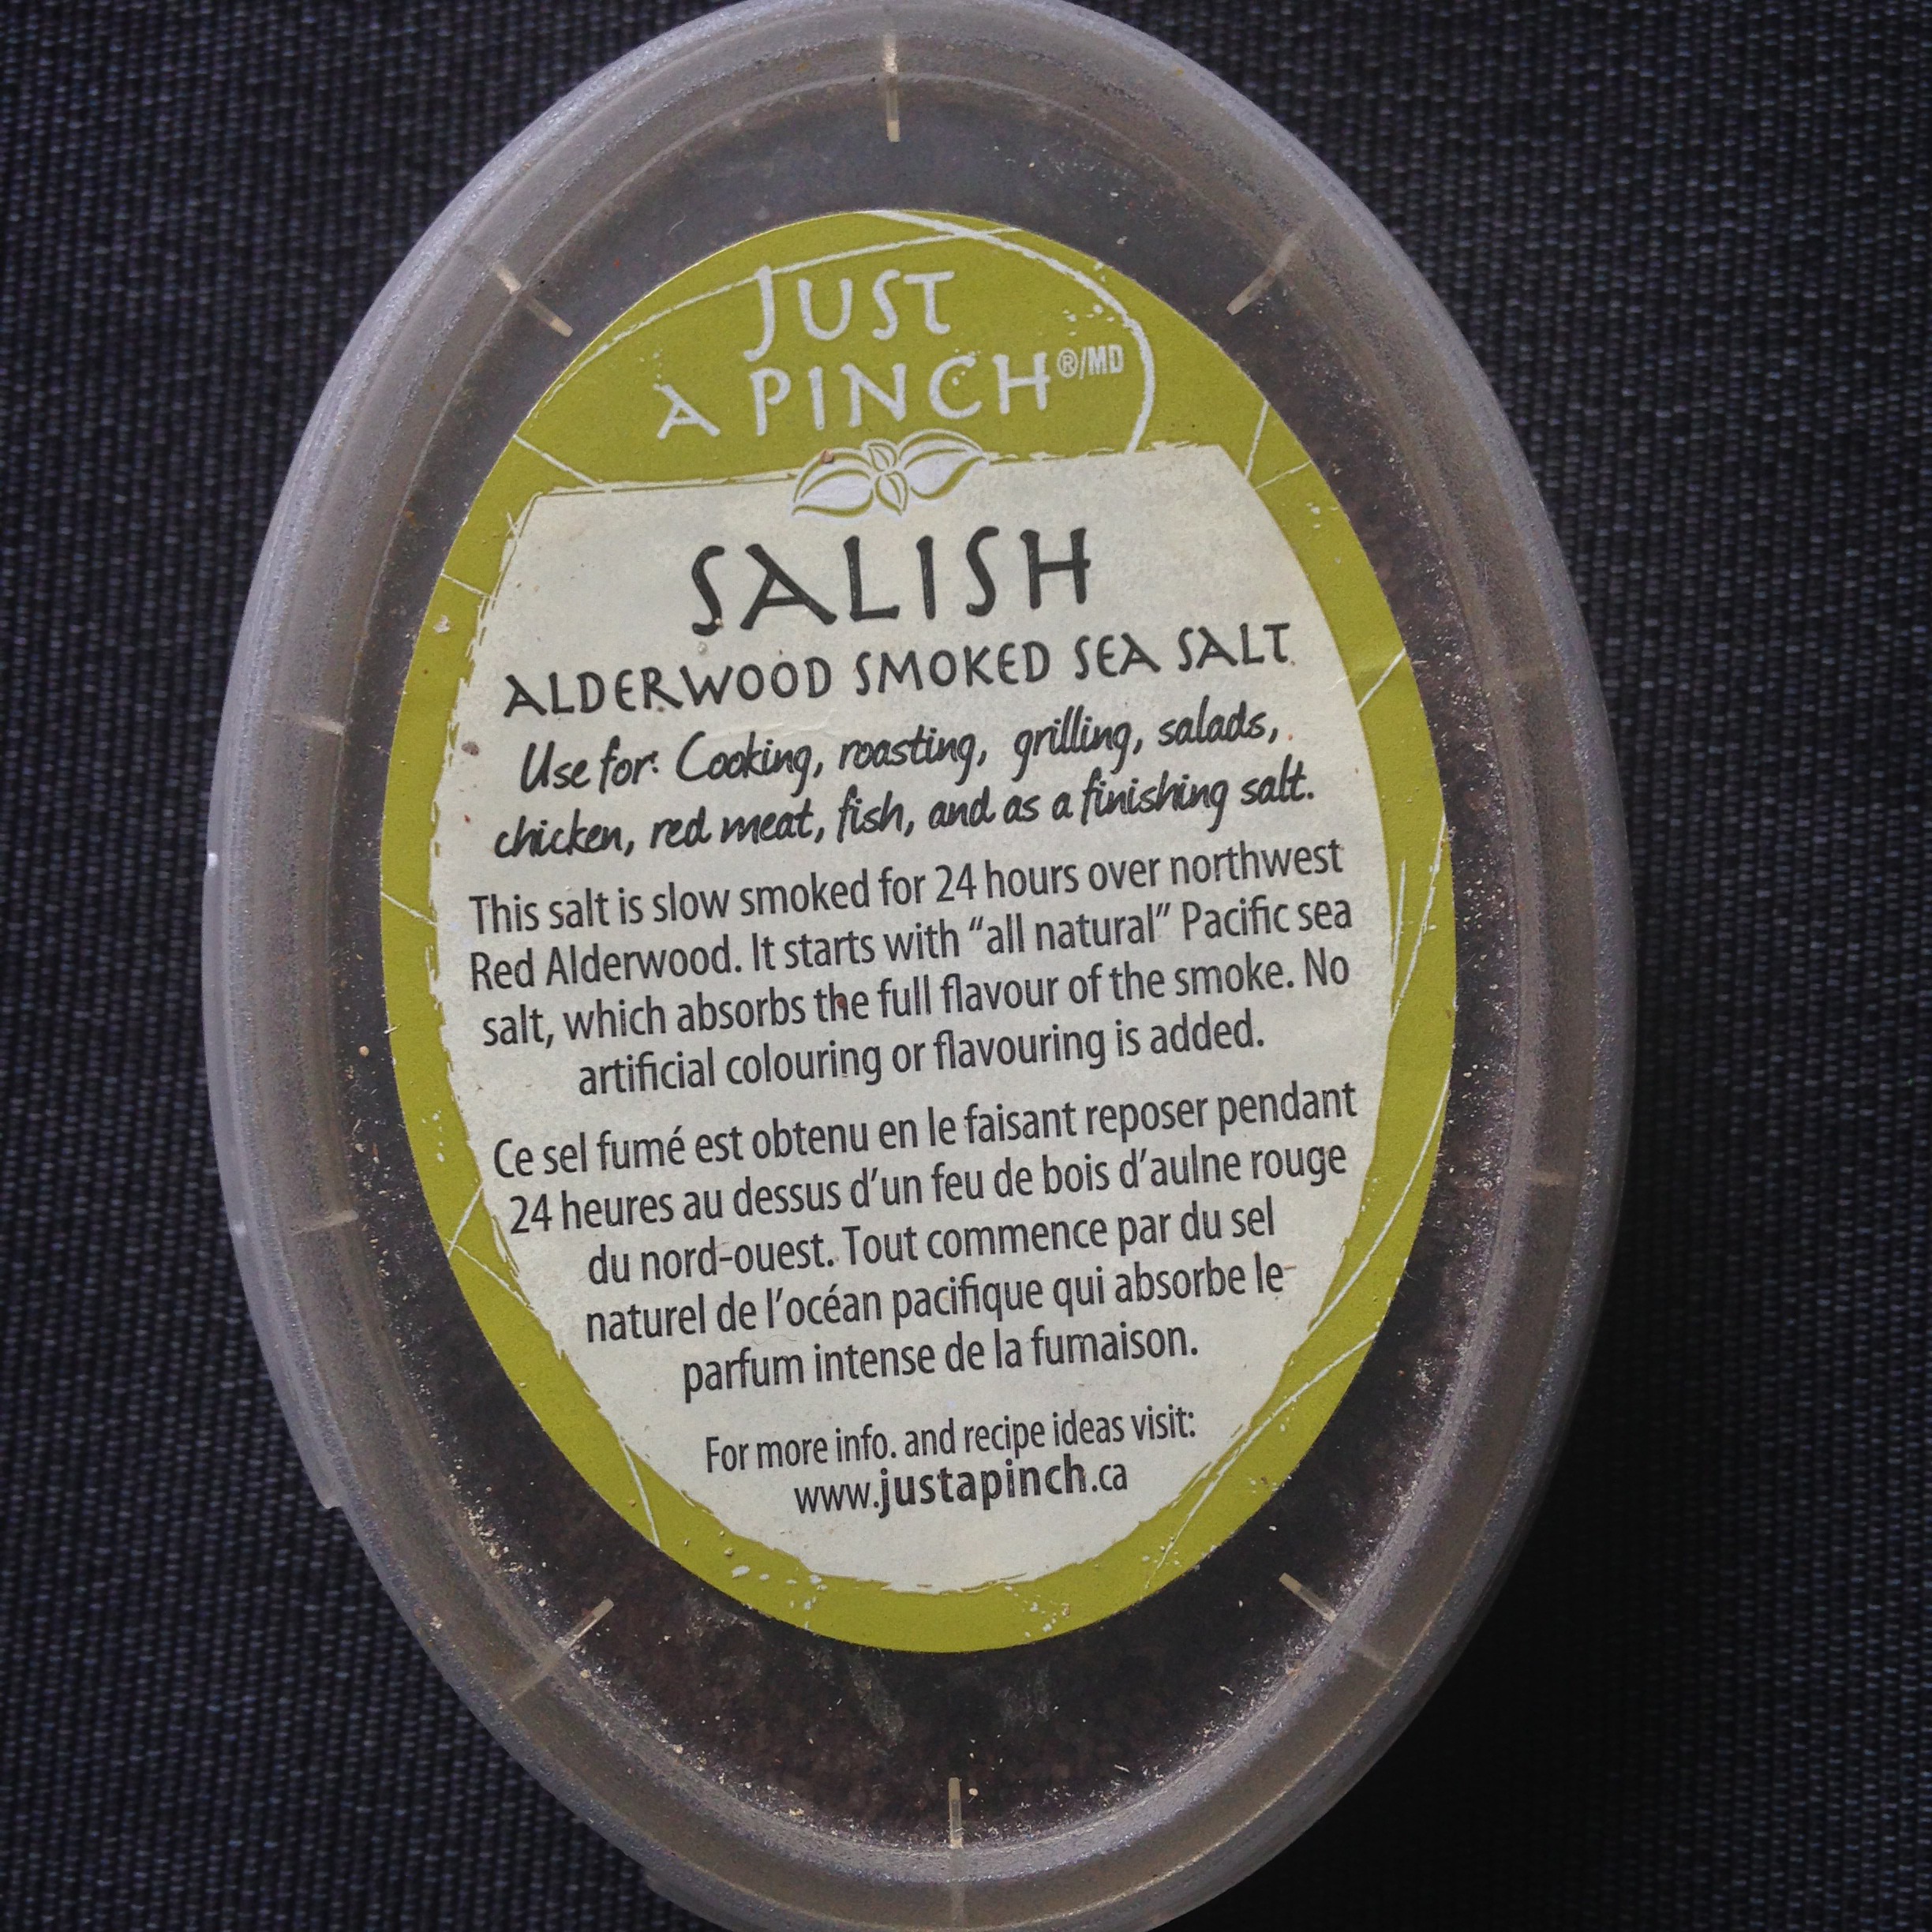 JUST
A PINCH®/MD
SALISH
ALDERWOOD SMOKED SEA SALT
Use for: Cooking, roasting, grilling, salads,
chicken, red meat, fish, and as a finishing salt.
This salt is slow smoked for 24 hours over northwest
Red Alderwood. It starts with “all natural” Pacific sea
salt, which absorbs the full flavour of the smoke. No
artificial colouring or flavouring is added.
Ce sel fumé est obtenu en le faisant reposer pendant
24 heures au dessus d’un feu de bois d’aulne rouge
du nord-ouest. Tout commence par du sel
naturel de l’océan pacifique qui absorbe le
parfum intense de la fumaison.
For more info. and recipe ideas visit:
www.justapinch.ca